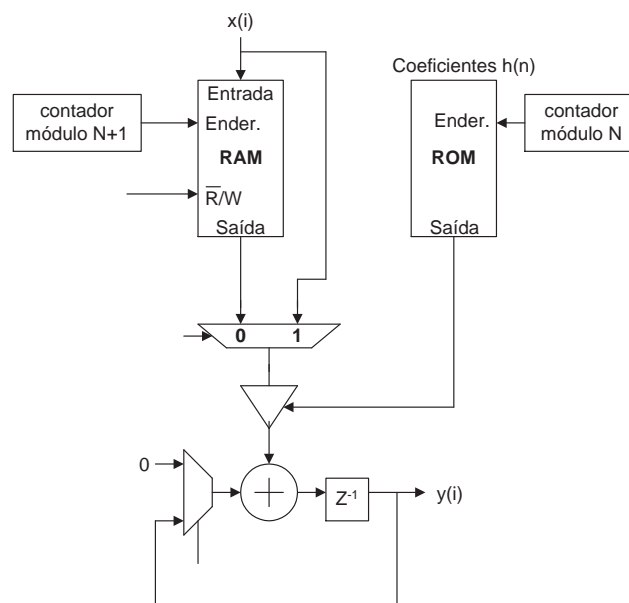 x(i)
Coeficientes h(n)
contador
módulo N+1
Entrada
Ender.
RAM
R̅/W
Saída
Ender.
ROM
Saída
contador
módulo N
0 1
0
Z⁻¹
y(i)